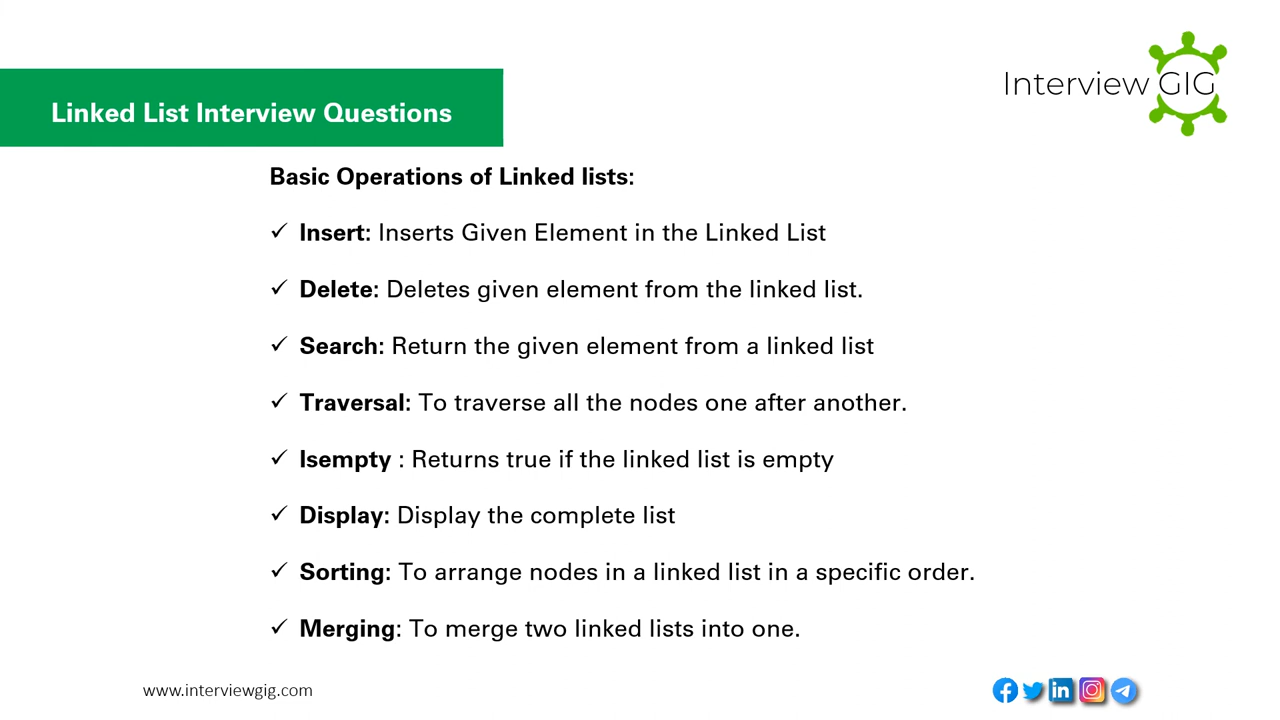 Interview GIG
Linked List Interview Questions
Basic Operations of Linked lists:
✓ Insert: Inserts Given Element in the Linked List
✓ Delete: Deletes given element from the linked list.
✓ Search: Return the given element from a linked list
✓ Traversal: To traverse all the nodes one after another.
✓ Isempty : Returns true if the linked list is empty
✓ Display: Display the complete list
✓ Sorting: To arrange nodes in a linked list in a specific order.
✓ Merging: To merge two linked lists into one.
www.interviewgig.com